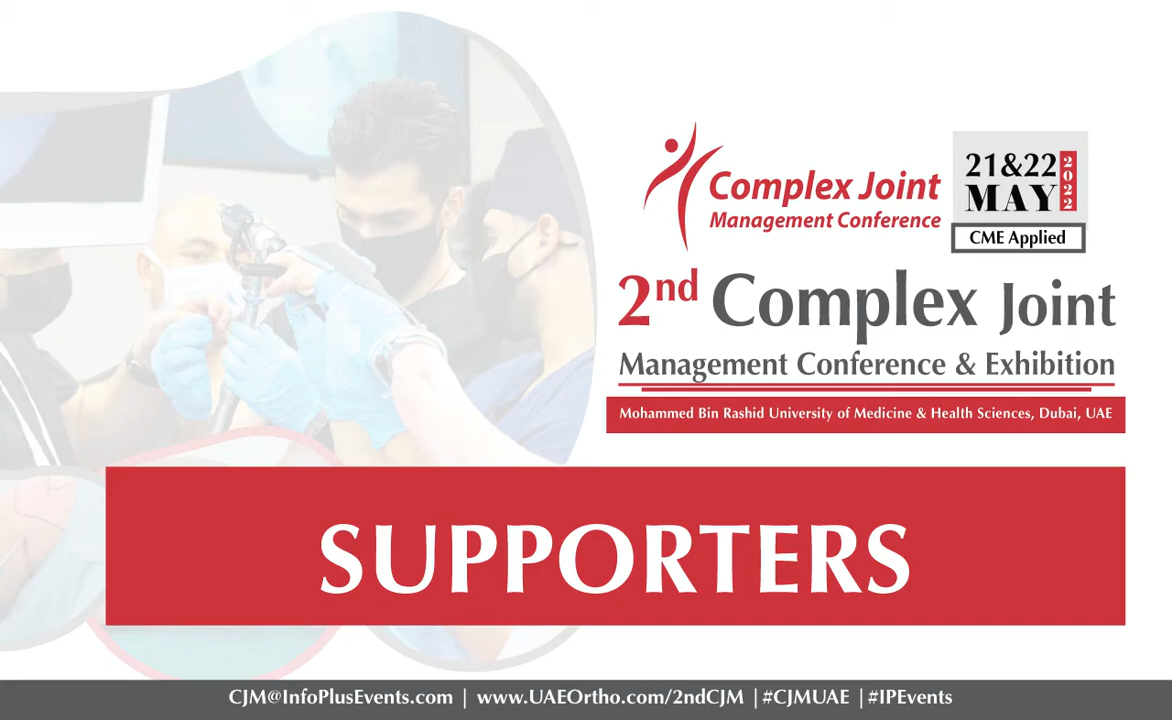 Complex Joint
Management Conference
21&22
MAY
2022
CME Applied
2nd Complex Joint
Management Conference & Exhibition
Mohammed Bin Rashid University of Medicine & Health Sciences, Dubai, UAE
SUPPORTERS
CJM@InfoPlusEvents.com | www.UAEOrtho.com/2ndCJM | #CJMUAE | #IPEvents